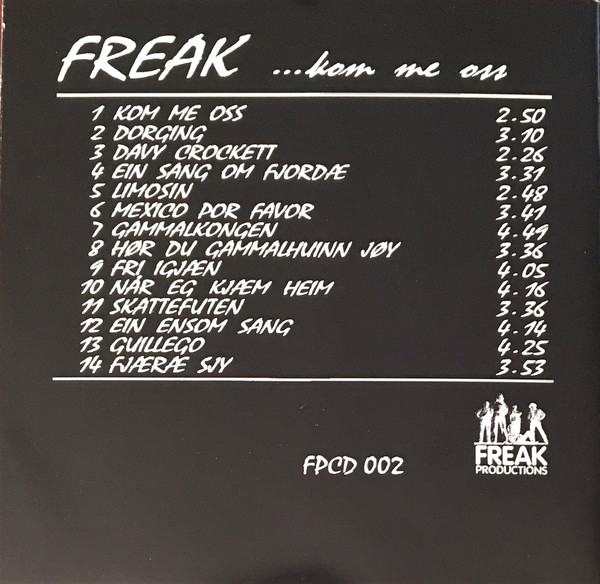 FREAK ...kom me oss
1 KOM ME OSS 2.50
2 DORGING 3.10
3 DAVY CROCKETT 2.26
4 EIN SANG OM FJORDÆ 3.31
5 LIMOSIN 2.48
6 MEXICO POR FAVOR 3.41
7 GAMMALKONGEN 4.49
8 HØR DU GAMMALHUINN JØY 3.36
9 FRI IGJÆN 4.05
10 NÅR EG KJÆM HEIM 4.16
11 SKATTEFUTEN 3.36
12 EIN ENSOM SANG 4.14
13 GUILLEGO 4.25
14 FJÆRÆ SJY 3.53
FPCD 002
FREAK
PRODUCTIONS